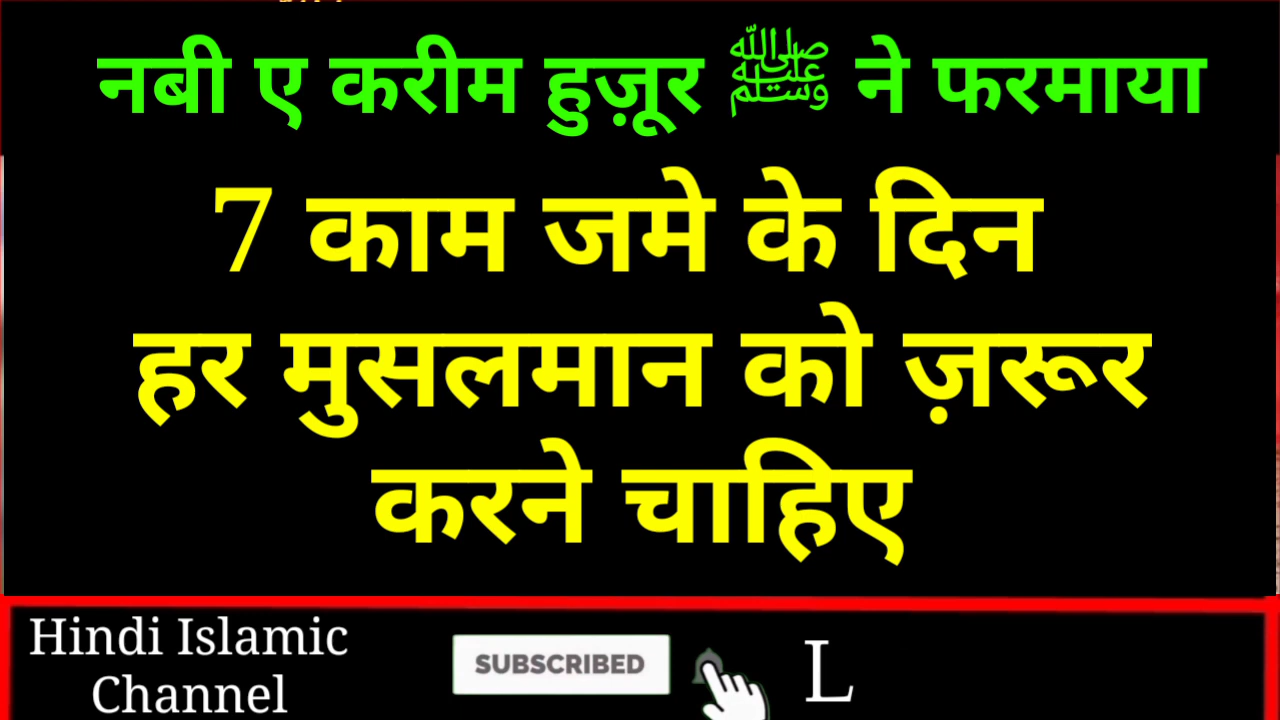 नबी ए करीम हुज़ूर ﷺ ने फरमाया
7 काम जमे के दिन
हर मुसलमान को ज़रूर
करने चाहिए
Hindi Islamic
Channel
SUBSCRIBED
L